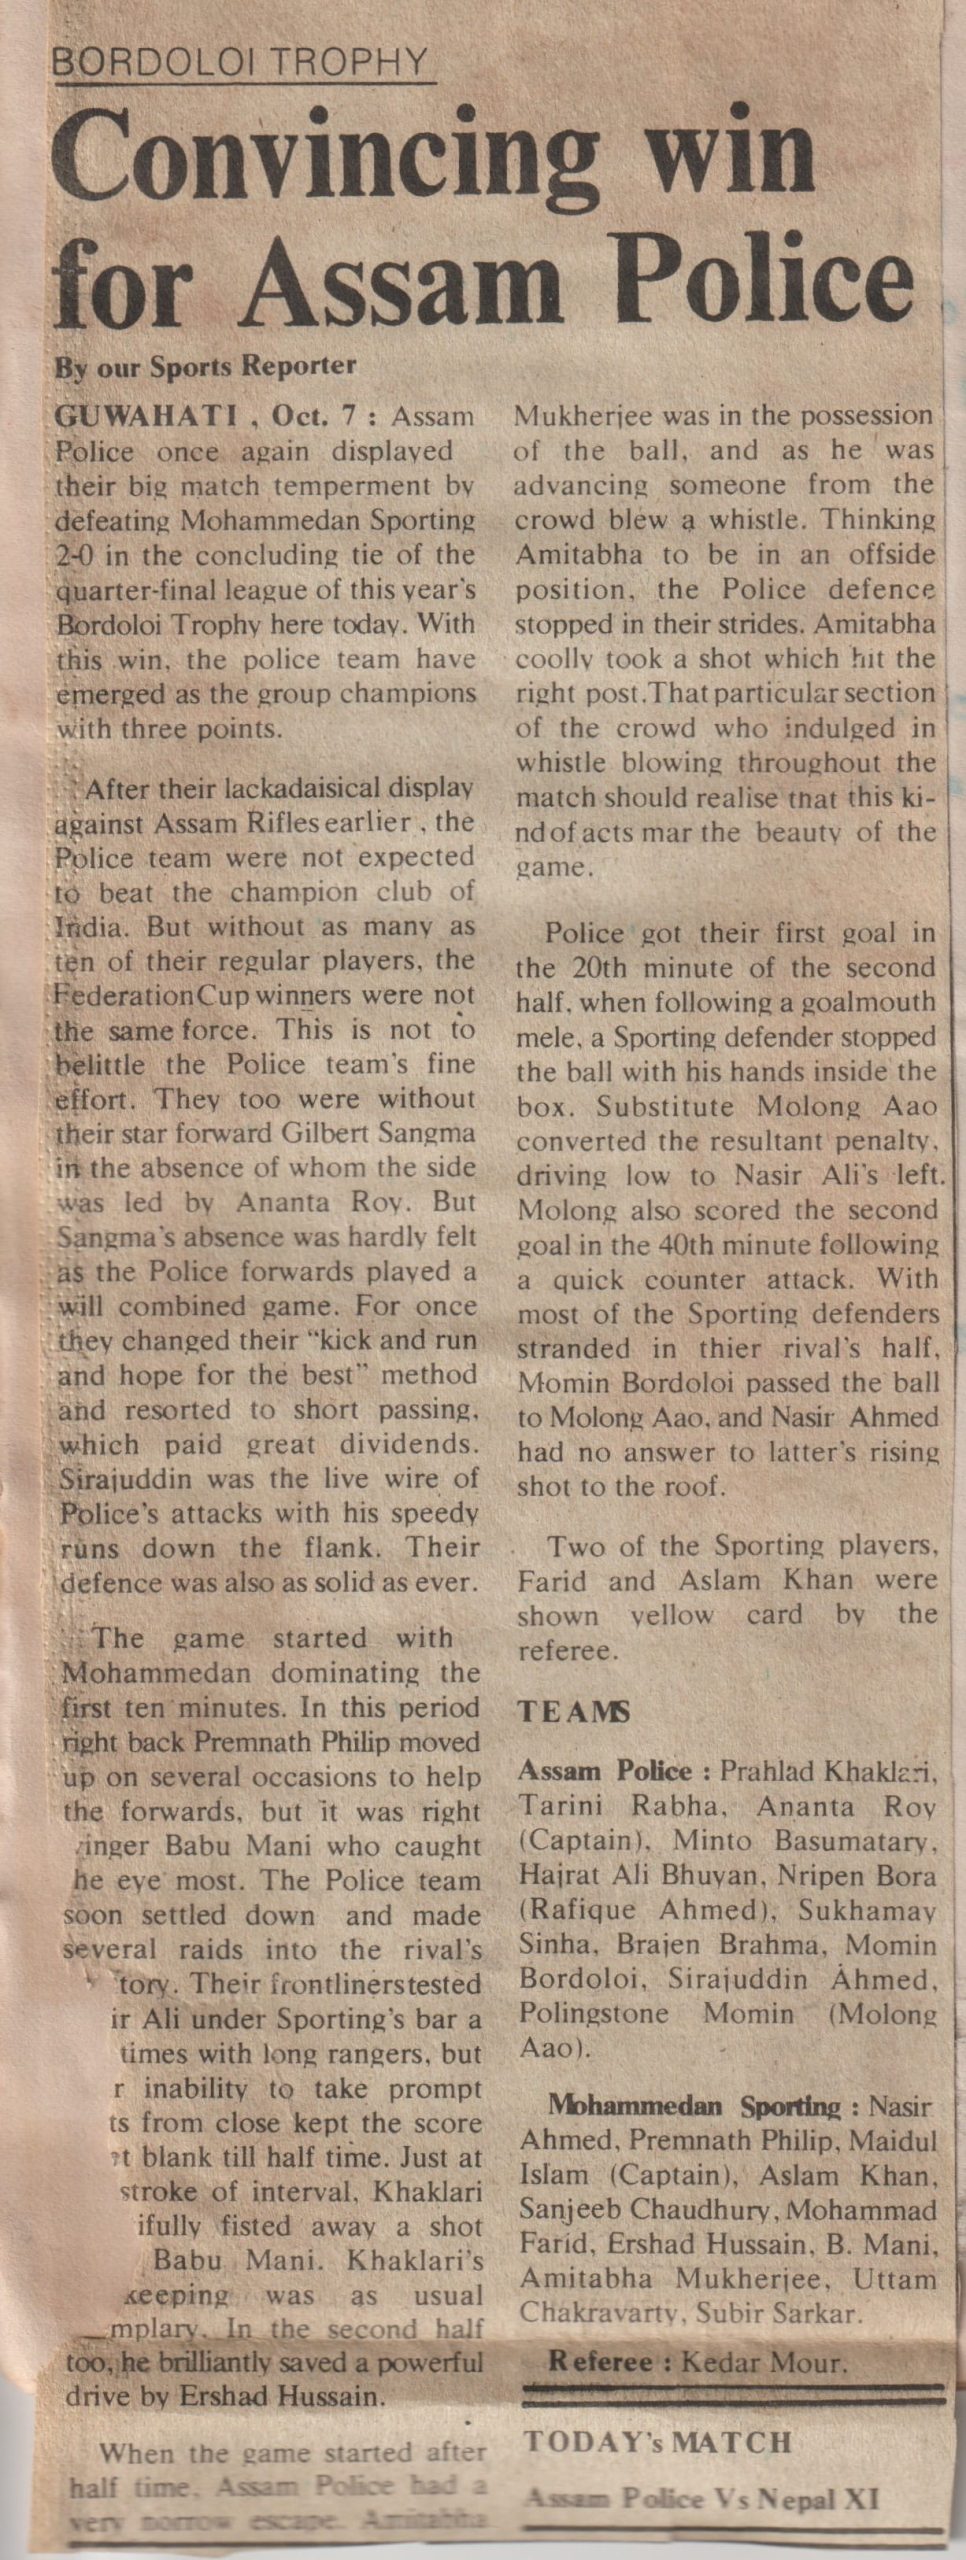 BORDOLOI TROPHY
Convincing win
for Assam Police
By our Sports Reporter
GUWAHATI , Oct. 7 : Assam
Police once again displayed
their big match temperment by
defeating Mohammedan Sporting
2-0 in the concluding tie of the
quarter-final league of this year's
Bordoloi Trophy here today. With
this win, the police team have
emerged as the group champions
with three points.
After their lackadaisical display
against Assam Rifles earlier , the
Police team were not expected
to beat the champion club of
India. But without as many as
ten of their regular players, the
Federation Cup winners were not
the same force. This is not to
belittle the Police team's fine
effort. They too were without
their star forward Gilbert Sangma
in the absence of whom the side
was led by Ananta Roy. But
Sangma's absence was hardly felt
as the Police forwards played a
will combined game. For once
they changed their “kick and run
and hope for the best” method
and resorted to short passing,
which paid great dividends.
Sirajuddin was the live wire of
Police's attacks with his speedy
runs down the flank. Their
defence was also as solid as ever.
The game started with
Mohammedan dominating the
first ten minutes. In this period
right back Premnath Philip moved
up on several occasions to help
the forwards, but it was right
inger Babu Mani who caught
he eye most. The Police team
soon settled down and made
several raids into the rival's
tory. Their frontliners tested
ir Ali under Sporting's bar a
times with long rangers, but
r inability to take prompt
ts from close kept the score
t blank till half time. Just at
stroke of interval, Khaklari
ifully fisted away a shot
Babu Mani. Khaklari's
keeping was as usual
mplary. In the second half
too, he brilliantly saved a powerful
drive by Ershad Hussain.
When the game started after
half time, Assam Police had a
very norrow escape. Amitabha
Mukherjee was in the possession
of the ball, and as he was
advancing someone from the
crowd blew a whistle. Thinking
Amitabha to be in an offside
position, the Police defence
stopped in their strides. Amitabha
coolly took a shot which hit the
right post.That particular section
of the crowd who indulged in
whistle blowing throughout the
match should realise that this ki-
nd of acts mar the beauty of the
game.
Police got their first goal in
the 20th minute of the second
half, when following a goalmouth
mele, a Sporting defender stopped
the ball with his hands inside the
box. Substitute Molong Aao
converted the resultant penalty,
driving low to Nasir Ali's left.
Molong also scored the second
goal in the 40th minute following
a quick counter attack. With
most of the Sporting defenders
stranded in thier rival's half,
Momin Bordoloi passed the ball
to Molong Aao, and Nasir Ahmed
had no answer to latter's rising
shot to the roof.
Two of the Sporting players,
Farid and Aslam Khan were
shown yellow card by the
referee.
TEAMS
Assam Police : Prahlad Khaklari,
Tarini Rabha, Ananta Roy
(Captain), Minto Basumatary,
Hajrat Ali Bhuyan, Nripen Bora
(Rafique Ahmed), Sukhamay
Sinha, Brajen Brahma, Momin
Bordoloi, Sirajuddin Ahmed,
Polingstone Momin (Molong
Aao).
Mohammedan Sporting : Nasir
Ahmed, Premnath Philip, Maidul
Islam (Captain), Aslam Khan,
Sanjeeb Chaudhury, Mohammad
Farid, Ershad Hussain, B. Mani,
Amitabha Mukherjee, Uttam
Chakravarty, Subir Sarkar.
Referee : Kedar Mour.
TODAY's MATCH
Assam Police Vs Nepal XI